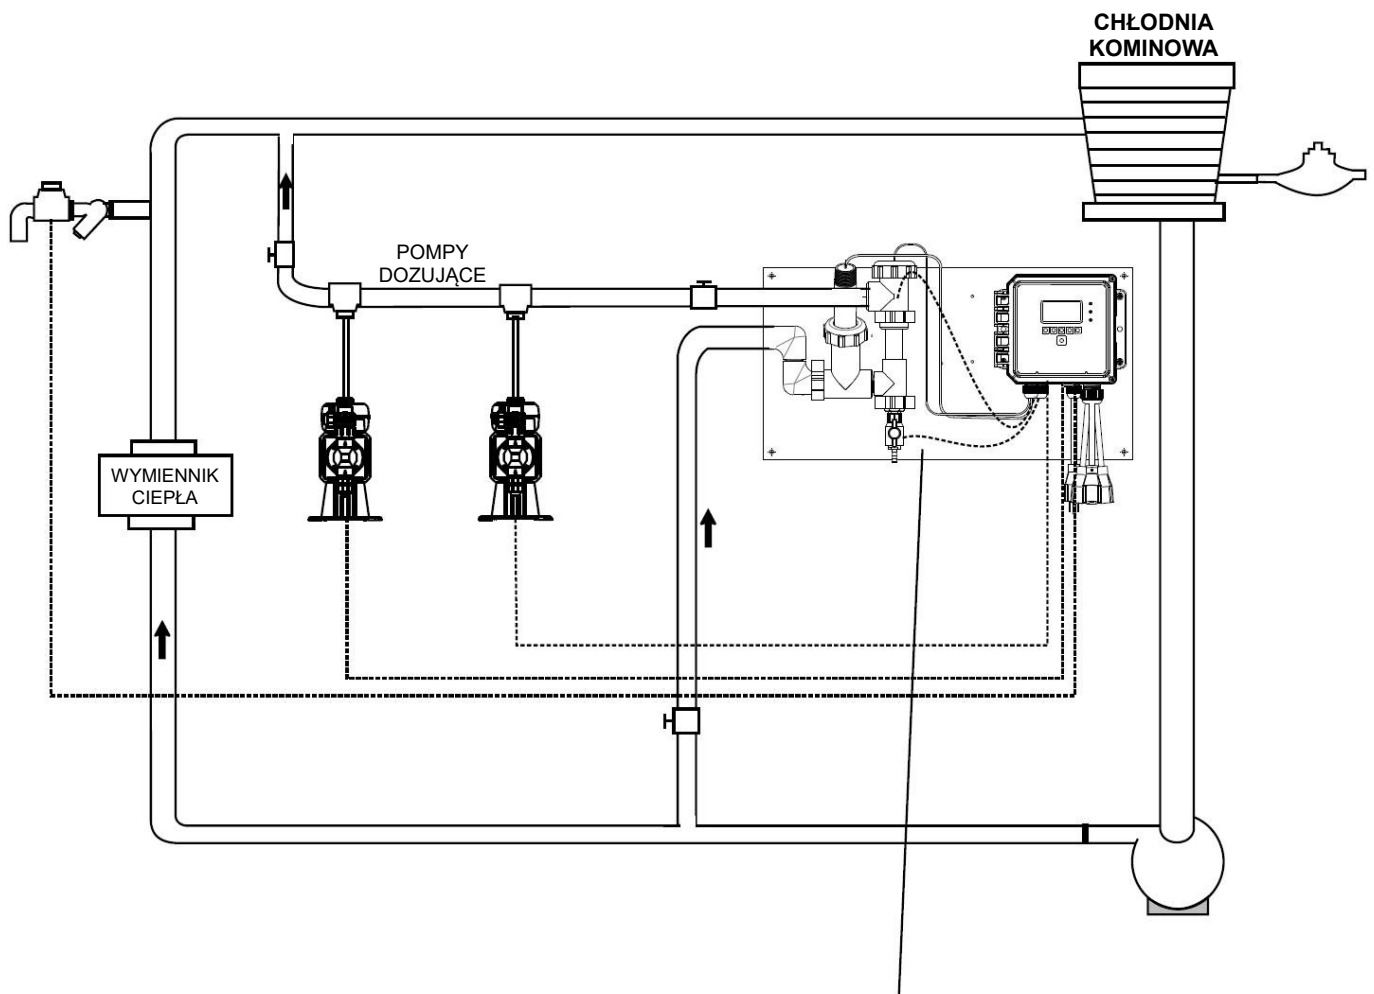 CHŁODNIA
KOMINOWA
POMPY
DOZUJĄCE
WYMIENNIK
CIEPŁA